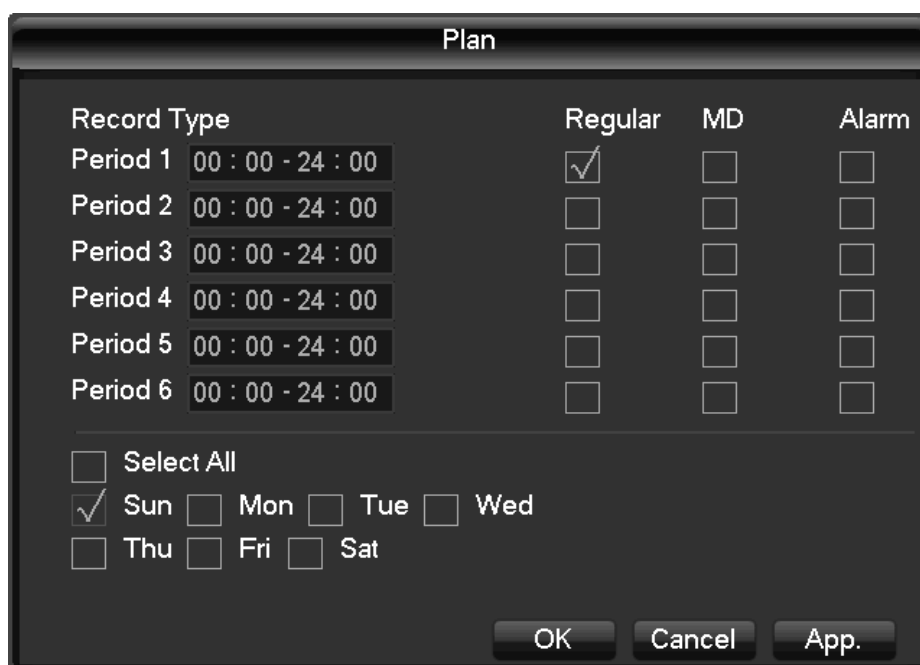 Plan
Record Type Regular MD Alarm
Period 1 00 : 00 - 24 : 00
Period 2 00 : 00 - 24 : 00
Period 3 00 : 00 - 24 : 00
Period 4 00 : 00 - 24 : 00
Period 5 00 : 00 - 24 : 00
Period 6 00 : 00 - 24 : 00
Select All
Sun Mon Tue Wed
Thu Fri Sat
OK Cancel App.